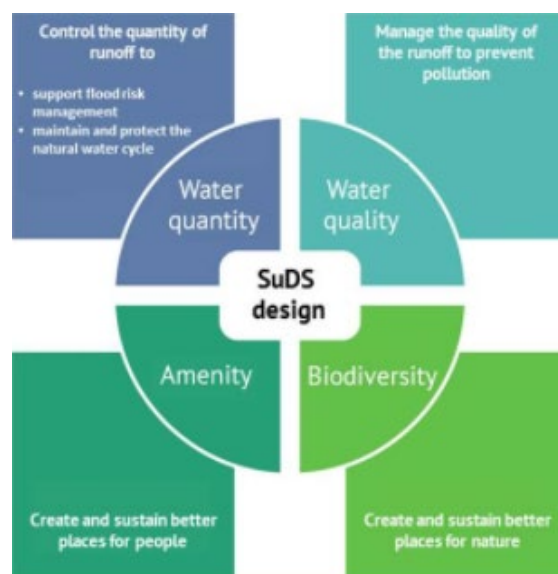 Control the quantity of
runoff to
• support flood risk
management
• maintain and protect the
natural water cycle
Manage the quality of
the runoff to prevent
pollution
Water
quantity
Water
quality
SuDS
design
Amenity
Biodiversity
Create and sustain better
places for people
Create and sustain better
places for nature